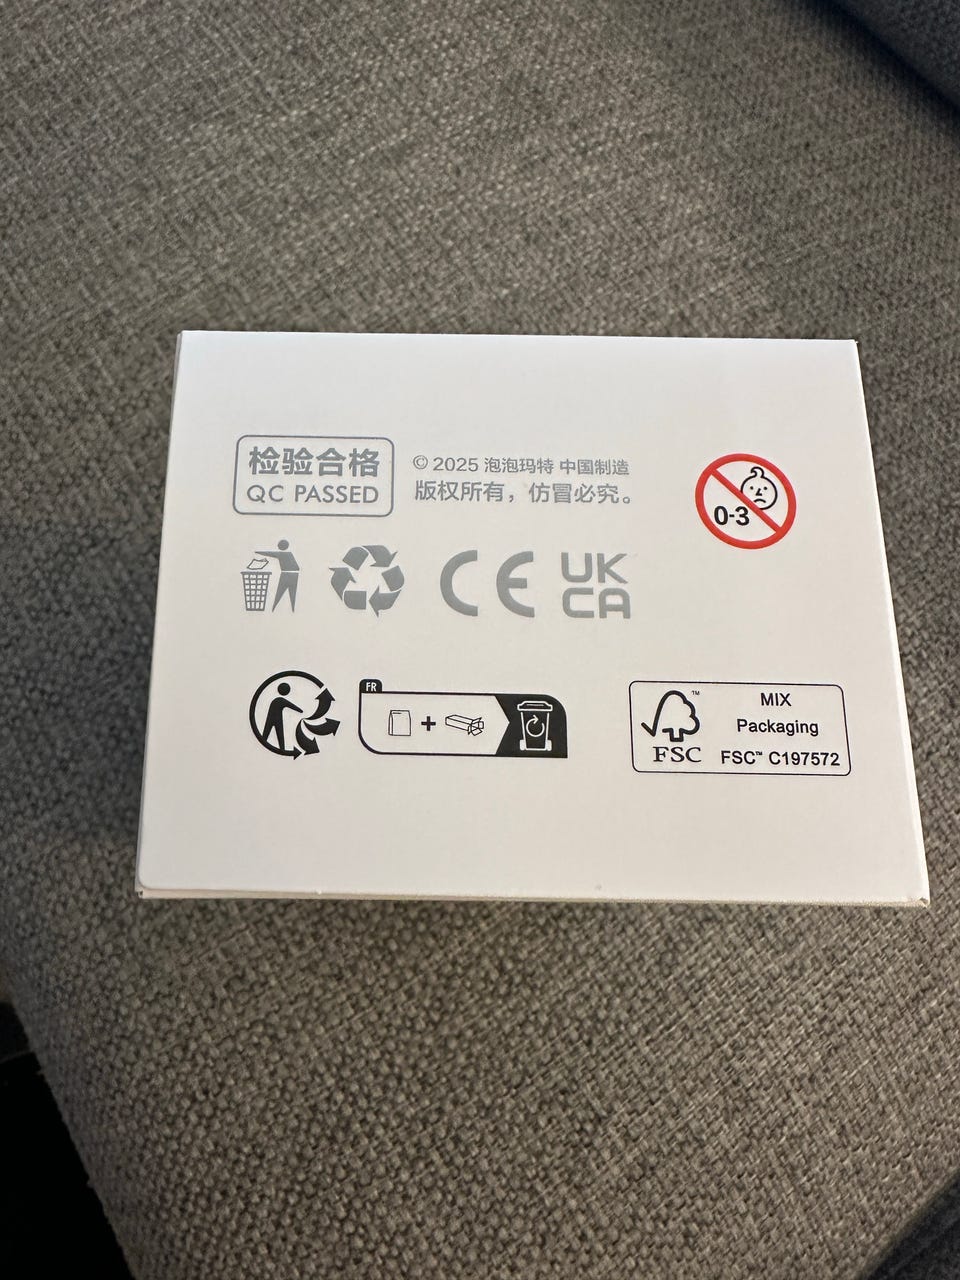 检验合格
QC PASSED
© 2025 泡泡玛特 中国制造
版权所有，仿冒必究。
0-3
CE
UK
CA
FR
FSC
MIX
Packaging
FSC™ C197572